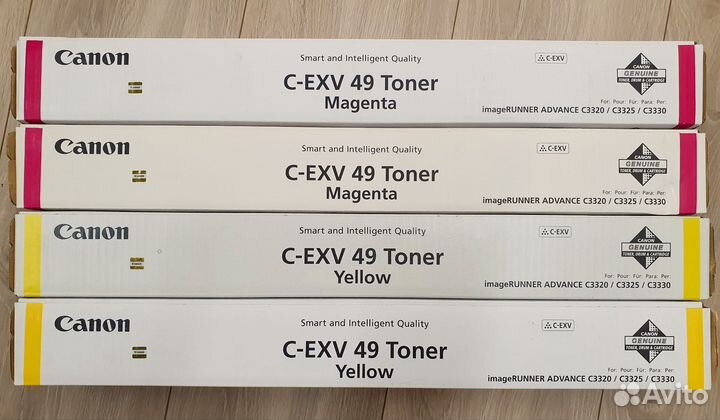 Canon
Smart and Intelligent Quality
C-EXV 49 Toner
Magenta
C-EXV
CANON
GENUINE
TONER, DRUM & CARTRIDGE
For: Pour: Für: Para: Per:
imageRUNNER ADVANCE C3320 / C3325 / C3330
Canon
Smart and Intelligent Quality
C-EXV 49 Toner
Magenta
C-EXV
CANON
GENUINE
TONER, DRUM & CARTRIDGE
For: Pour: Für: Para: Per:
imageRUNNER ADVANCE C3320 / C3325 / C3330
Canon
Smart and Intelligent Quality
C-EXV 49 Toner
Yellow
C-EXV
CANON
GENUINE
TONER, DRUM & CARTRIDGE
For: Pour: Für: Para: Per:
imageRUNNER ADVANCE C3320 / C3325 / C3330
Canon
Smart and Intelligent Quality
C-EXV 49 Toner
Yellow
C-EXV
CANON
GENUINE
TONER, DRUM & CARTRIDGE
For: Pour: Für: Para: Per:
imageRUNNER ADVANCE C3320 / C3325 / C3330
Avito